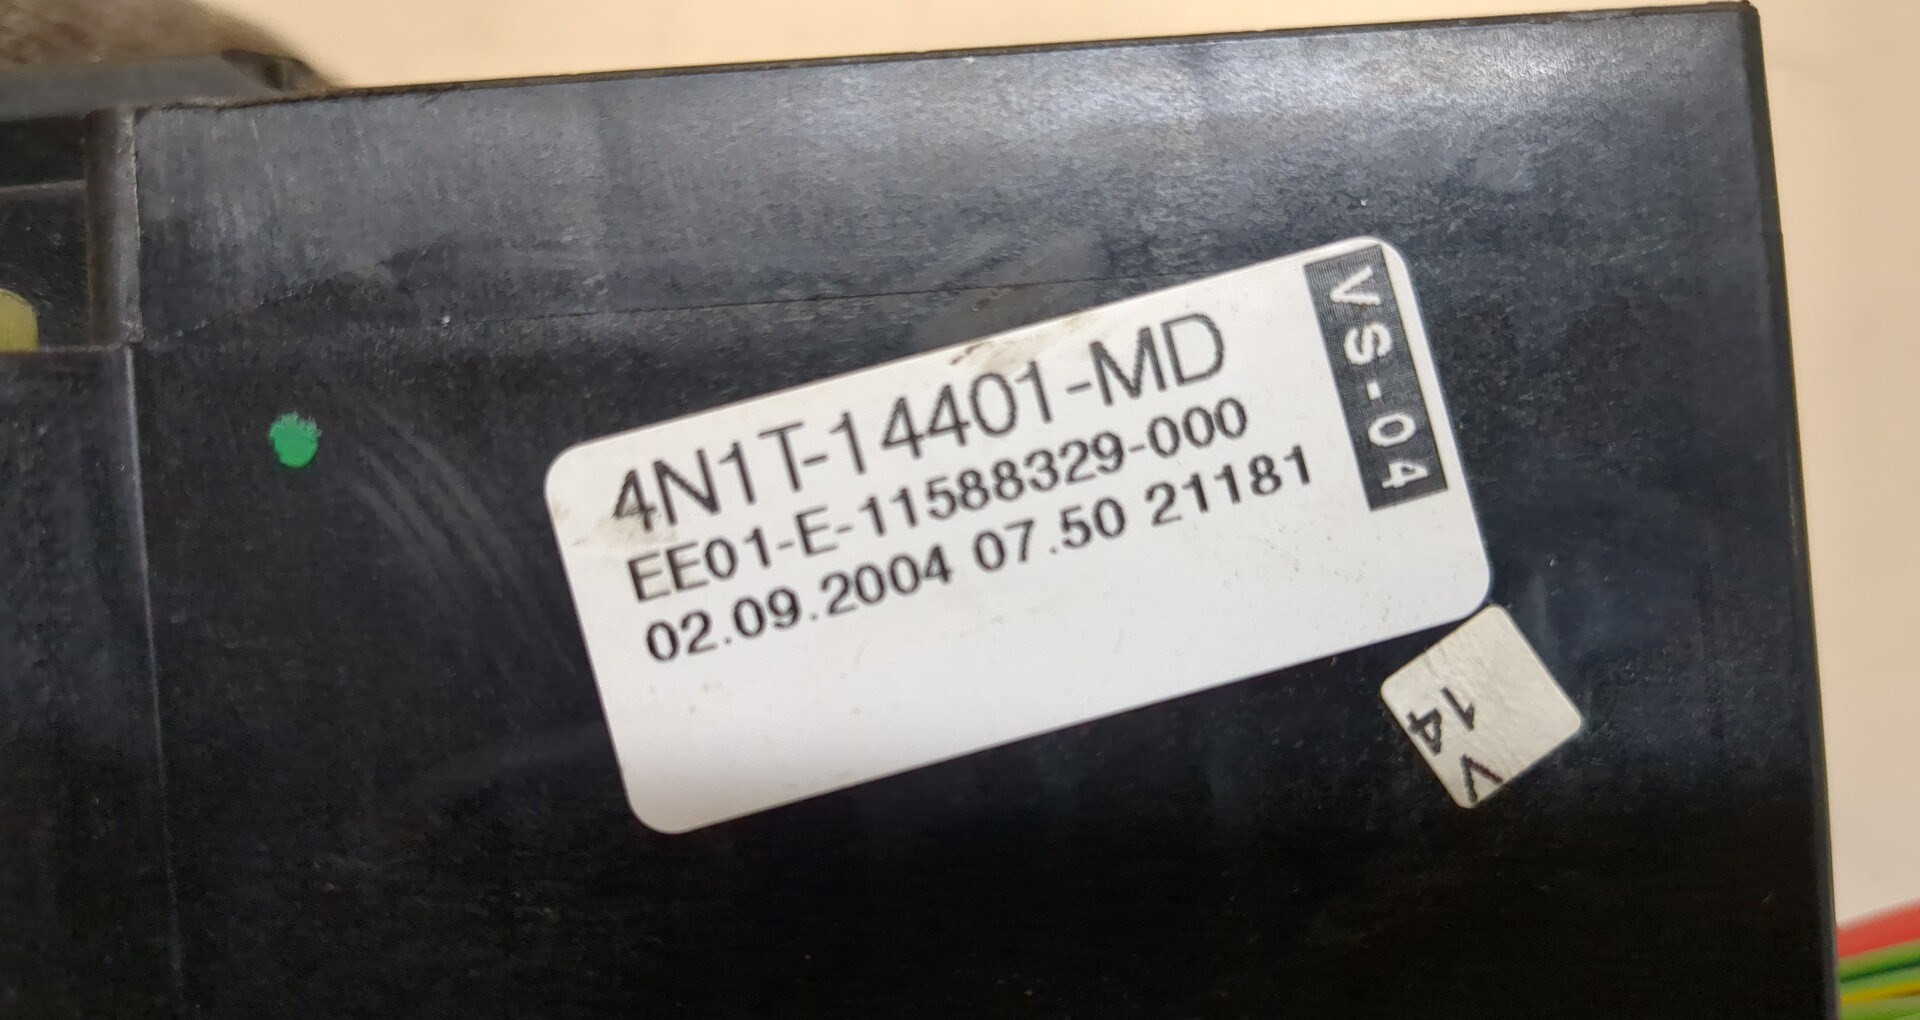 4N1T-14401-MD
EE01-E-11588329-000
02.09.2004 07.50 21181
VS-04
14
V